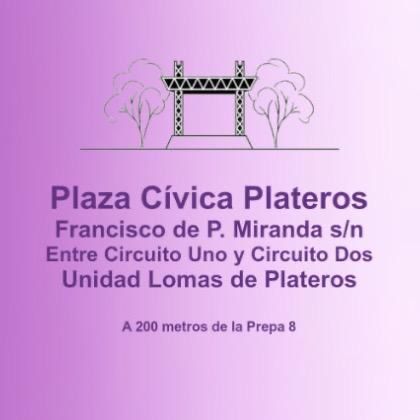 Plaza Cívica Plateros
Francisco de P. Miranda s/n
Entre Circuito Uno y Circuito Dos
Unidad Lomas de Plateros
A 200 metros de la Prepa 8